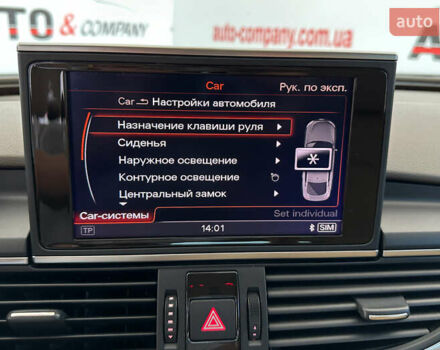 TO & COMPANY
auto-company.com.ua
auto
Car
Рук. по эксп.
Car Настройки автомобиля
Назначение клавиши руля
Сиденья
Наружное освещение
Контурное освещение
Центральный замок
Car-системы
Set individual
TP
14:01
SIM